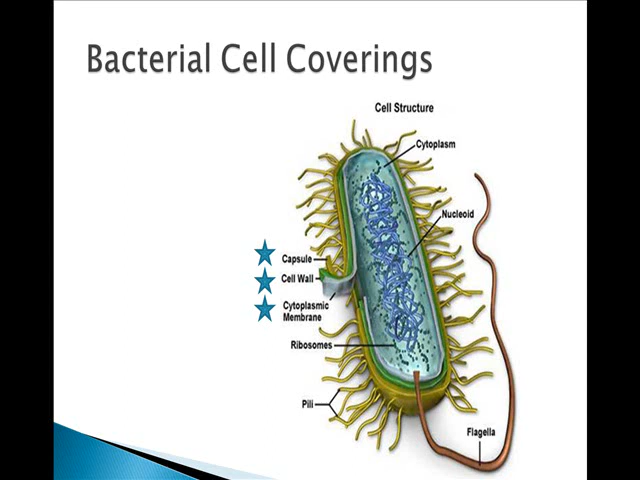 Bacterial Cell Coverings
Cell Structure
Cytoplasm
Nucleoid
Capsule
Cell Wall
Cytoplasmic
Membrane
Ribosomes
Pili
Flagella